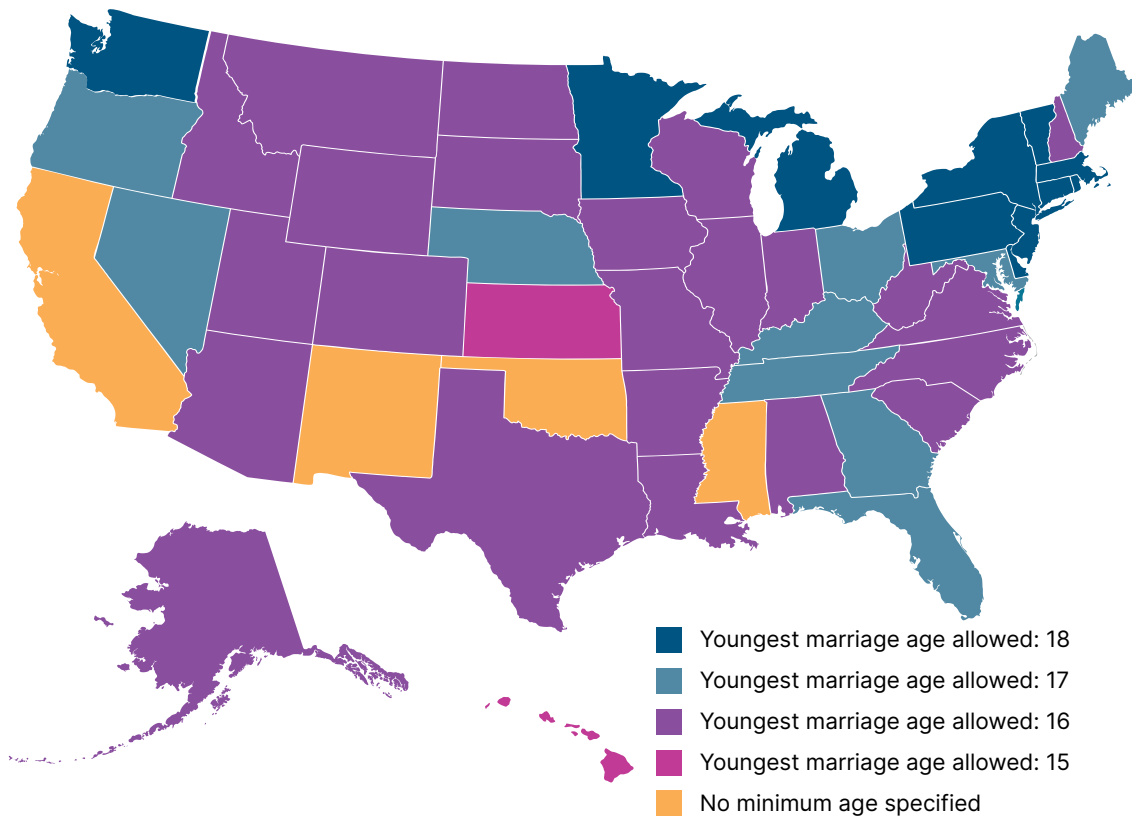 Youngest marriage age allowed: 18
Youngest marriage age allowed: 17
Youngest marriage age allowed: 16
Youngest marriage age allowed: 15
No minimum age specified